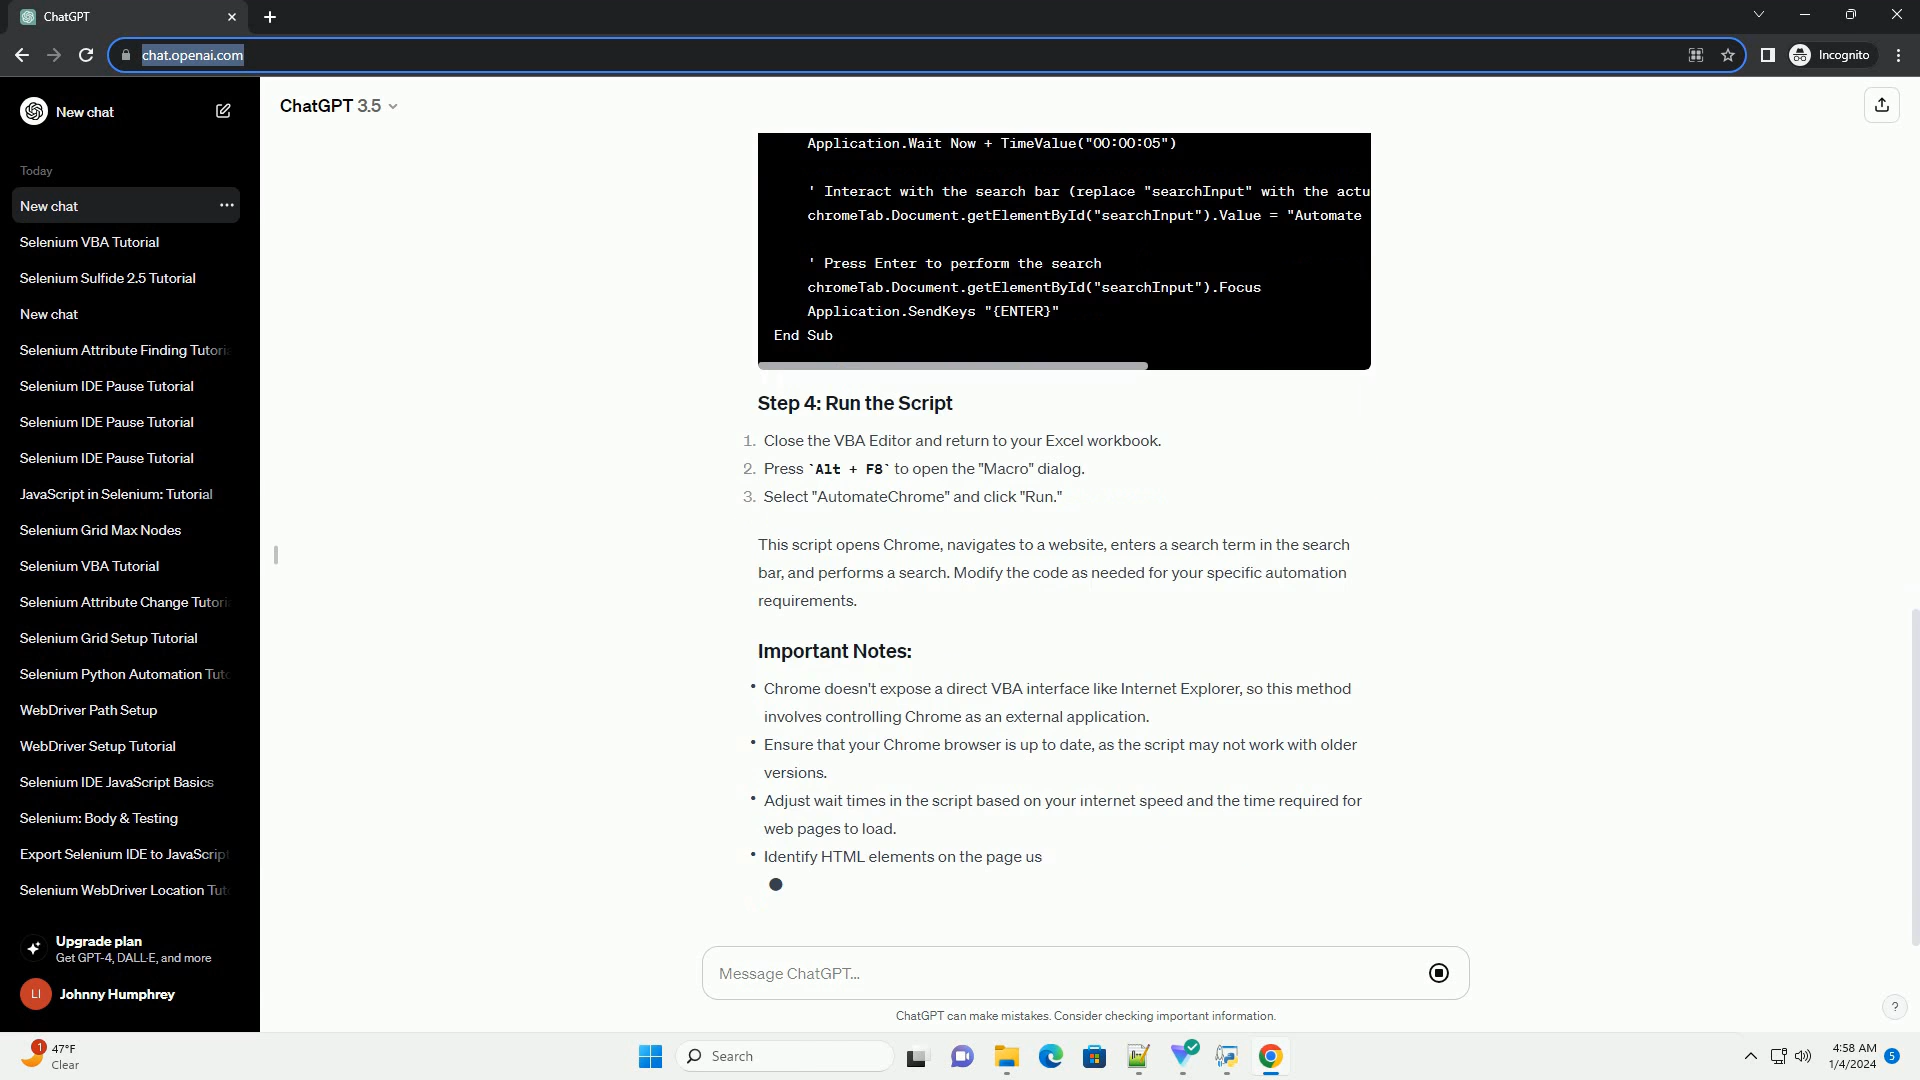 ChatGPT
chat.openai.com
Incognito
New chat
ChatGPT 3.5
Today
New chat
Selenium VBA Tutorial
Selenium Sulfide 2.5 Tutorial
New chat
Selenium Attribute Finding Tutoria
Selenium IDE Pause Tutorial
Selenium IDE Pause Tutorial
Selenium IDE Pause Tutorial
JavaScript in Selenium: Tutorial
Selenium Grid Max Nodes
Selenium VBA Tutorial
Selenium Attribute Change Tutori
Selenium Grid Setup Tutorial
Selenium Python Automation Tuto
WebDriver Path Setup
WebDriver Setup Tutorial
Selenium IDE JavaScript Basics
Selenium: Body & Testing
Export Selenium IDE to JavaScript
Selenium WebDriver Location Tuto
Upgrade plan
Get GPT-4, DALL·E, and more
LI
Johnny Humphrey
Application.Wait Now + TimeValue("00:00:05")
' Interact with the search bar (replace "searchInput" with the actu
chromeTab.Document.getElementById("searchInput").Value = "Automate
' Press Enter to perform the search
chromeTab.Document.getElementById("searchInput").Focus
Application.SendKeys "{ENTER}"
End Sub
Step 4: Run the Script
1. Close the VBA Editor and return to your Excel workbook.
2. Press `Alt + F8` to open the "Macro" dialog.
3. Select "AutomateChrome" and click "Run."
This script opens Chrome, navigates to a website, enters a search term in the search
bar, and performs a search. Modify the code as needed for your specific automation
requirements.
Important Notes:
• Chrome doesn't expose a direct VBA interface like Internet Explorer, so this method
involves controlling Chrome as an external application.
• Ensure that your Chrome browser is up to date, as the script may not work with older
versions.
• Adjust wait times in the script based on your internet speed and the time required for
web pages to load.
• Identify HTML elements on the page us
Message ChatGPT...
ChatGPT can make mistakes. Consider checking important information.
?
1
47°F
Clear
Search
4:58 AM
1/4/2024
5